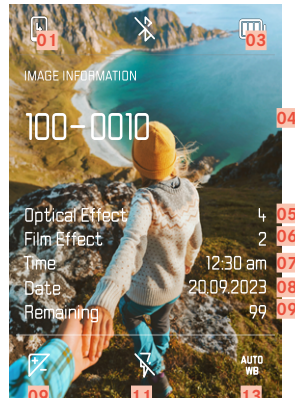 01
03
IMAGE INFORMATION
04
100-0010
Optical Effect 4 05
Film Effect 2 06
Time 12:30 am 07
Date 20.09.2023 08
Remaining 99 09
AUTO
WB
09 11 13